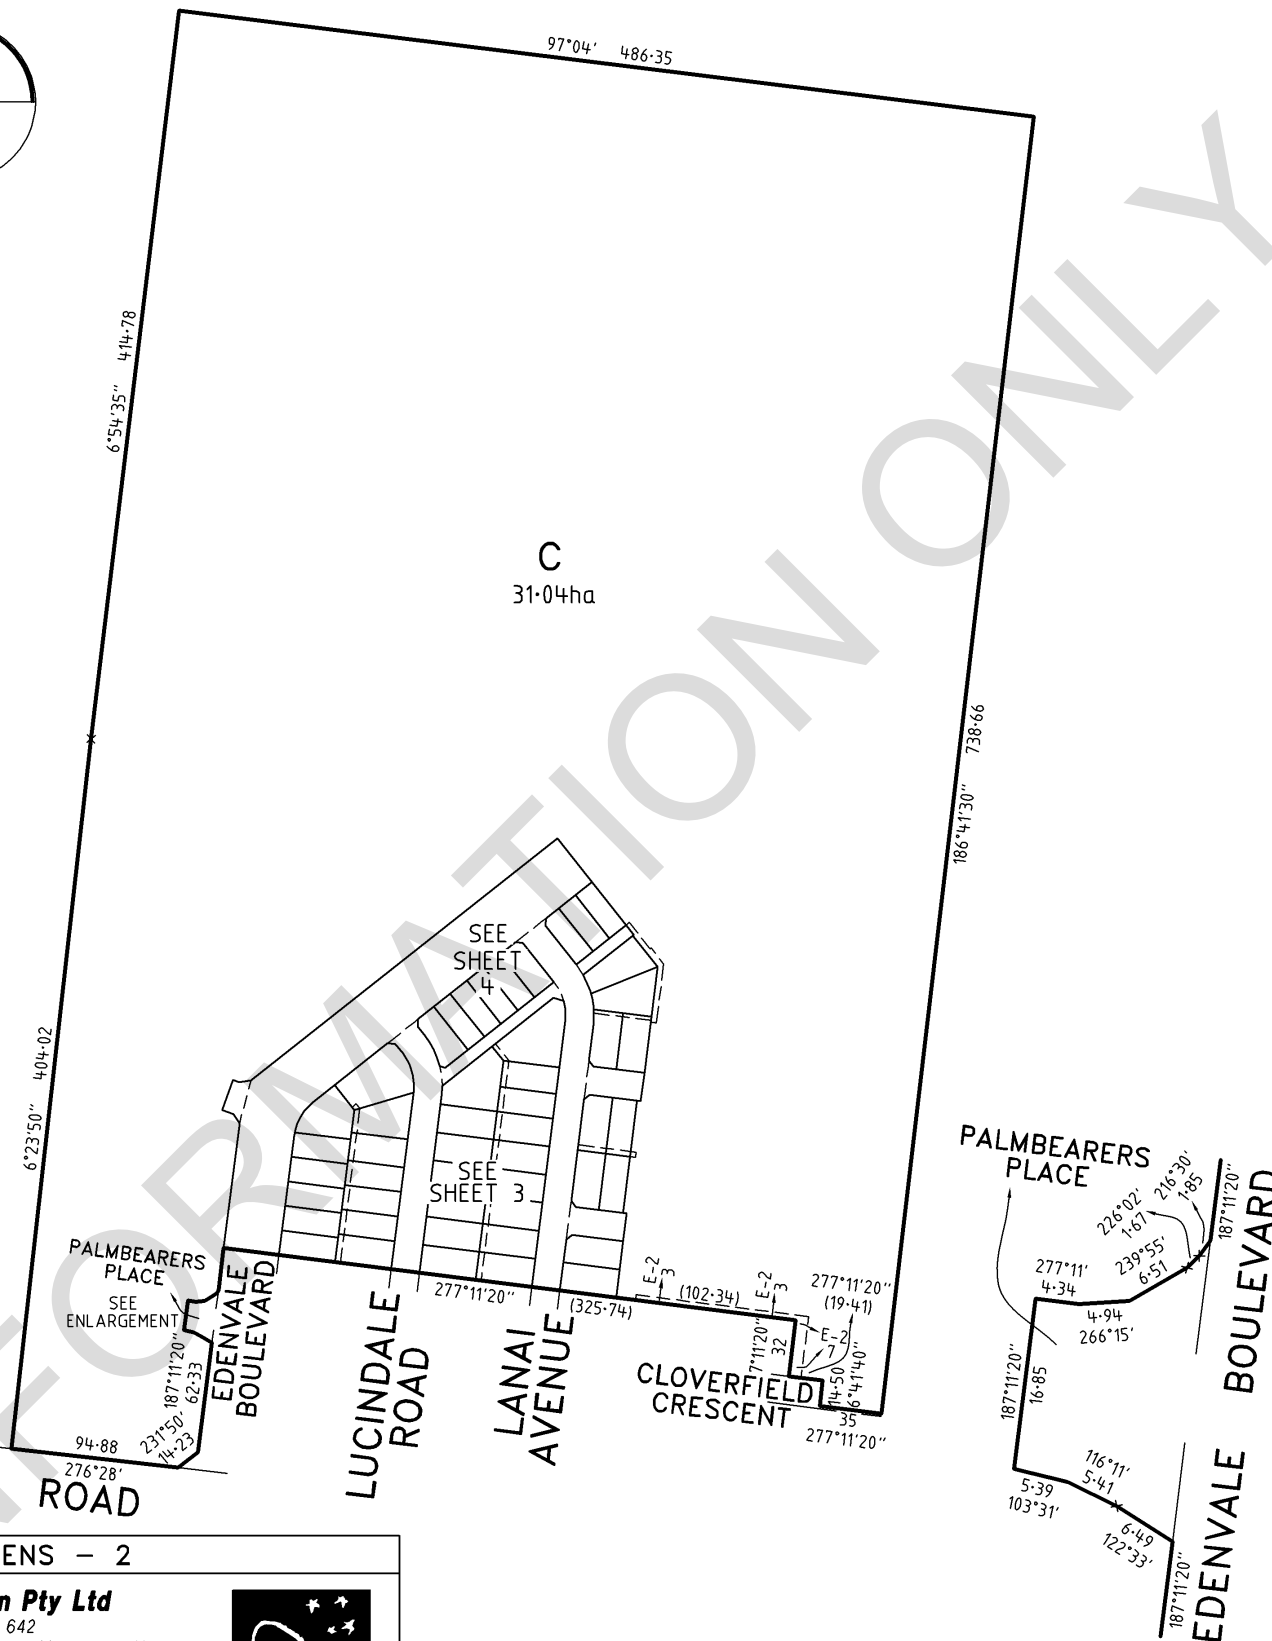 97°04' 486·35
6°54'35" 414·78
C
31·04ha
738·66
186°41'30"
FORMATION ONLY
6°23'50" 404·02
SEE
SHEET
4
SEE
SHEET 3
PALMBEARERS
PLACE
SEE
ENLARGEMENT
187°11'20"
62·33
231°50'
14·23
94·88
276°28'
ROAD
EDENVALE
BOULEVARD
LUCINDALE
ROAD
277°11'20"
(325·74)
LANAI
AVENUE
E-2
3
(102·34)
E-2
3
277°11'20"
(19·41)
7°11'20"
32
E-2
7
14·50
6°41'40"
CLOVERFIELD
CRESCENT
35
277°11'20"
PALMBEARERS
PLACE
226°02'
1·67
216°30'
1·85
187°11'20"
239°55'
6·51
277°11'
4·34
4·94
266°15'
187°11'20"
16·85
116°11'
5·41
5·39
103°31'
6·49
122°33'
187°11'20"
EDENVALE BOULEVARD
ENS – 2
n Pty Ltd
642